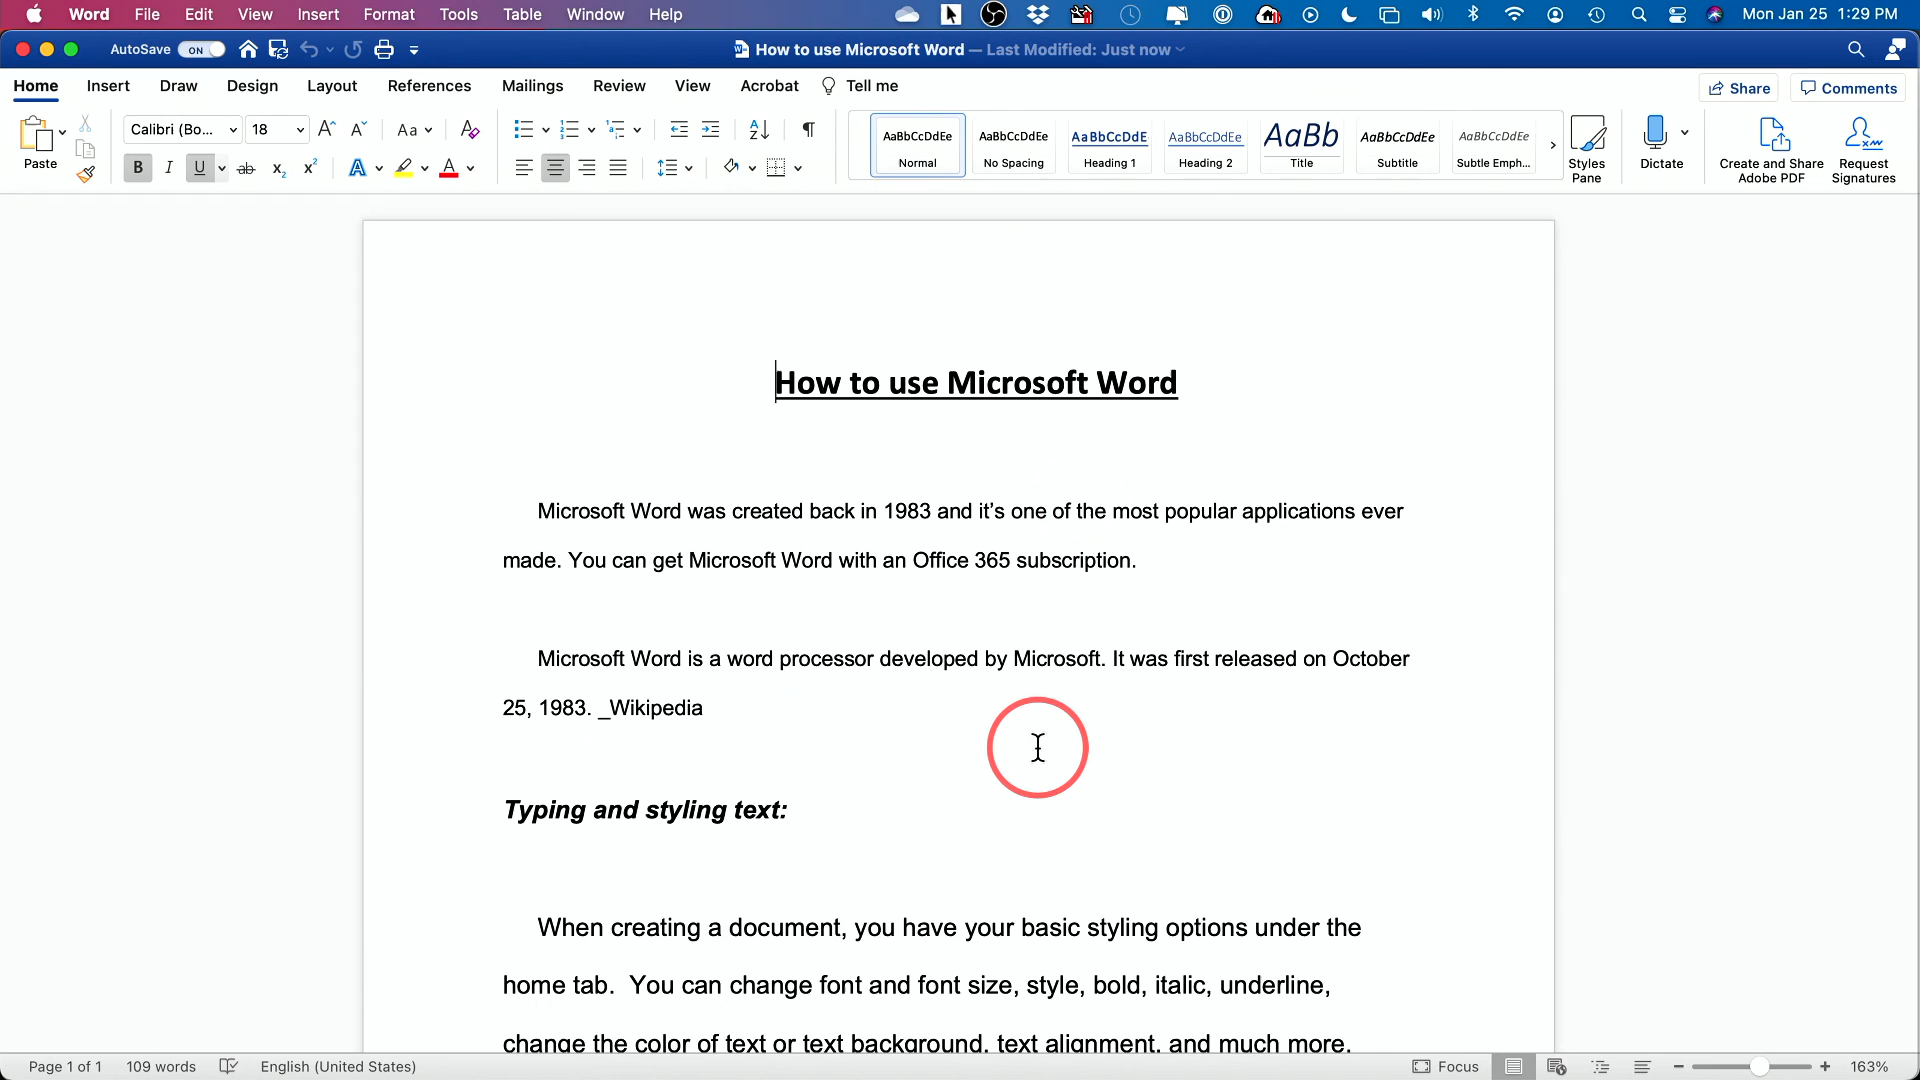 Word File Edit View Insert Format Tools Table Window Help Mon Jan 25 1:29 PM
AutoSave ON How to use Microsoft Word — Last Modified: Just now
Home Insert Draw Design Layout References Mailings Review View Acrobat Tell me Share Comments
Paste Calibri (Bo... 18 Aa
AaBbCcDdEe AaBbCcDdEe AaBbCcDdE AaBbCcDdEe AaBb AaBbCcDdEe AaBbCcDdEe
Normal No Spacing Heading 1 Heading 2 Title Subtitle Subtle Emph...
Styles
Pane
Dictate
Create and Share
Adobe PDF
Request
Signatures
How to use Microsoft Word
Microsoft Word was created back in 1983 and it's one of the most popular applications ever
made. You can get Microsoft Word with an Office 365 subscription.
Microsoft Word is a word processor developed by Microsoft. It was first released on October
25, 1983. _Wikipedia
Typing and styling text:
When creating a document, you have your basic styling options under the
home tab.  You can change font and font size, style, bold, italic, underline,
change the color of text or text background, text alignment, and much more.
Page 1 of 1 109 words English (United States) Focus 163%